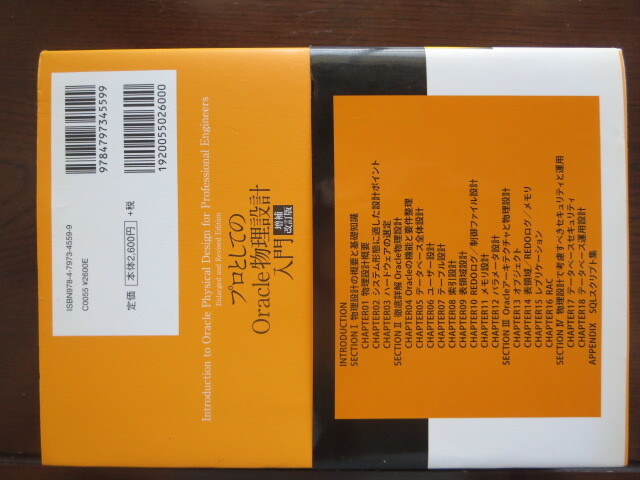 9784797345599
1920055026000
ISBN978-4-7973-4559-9
C0055 ¥2600E
定価 本体2,600円 +税
Introduction to Oracle Physical Design for Professional Engineers
Enlarged and Revised Edition
プロとしての
Oracle物理設計
入門 増補改訂版
INTRODUCTION
SECTION I 物理設計の概要と基礎知識
CHAPTER01 物理設計概要
CHAPTER02 システム形態に適した設計ポイント
CHAPTER03 ハードウェアの選定
SECTION II 徹底詳解 Oracle物理設計
CHAPTER04 Oracleの機能と要件整理
CHAPTER05 データベース全体設計
CHAPTER06 ユーザー設計
CHAPTER07 テーブル設計
CHAPTER08 索引設計
CHAPTER09 表領域設計
CHAPTER10 REDOログ/制御ファイル設計
CHAPTER11 メモリ設計
CHAPTER12 パラメータ設計
SECTION III Oracleアーキテクチャと物理設計
CHAPTER13 オブジェクト
CHAPTER14 表領域/REDOログ/メモリ
CHAPTER15 レプリケーション
CHAPTER16 RAC
SECTION IV 物理設計で考慮すべきセキュリティと運用
CHAPTER17 データベースセキュリティ
CHAPTER18 データベース運用設計
APPENDIX SQLスクリプト集